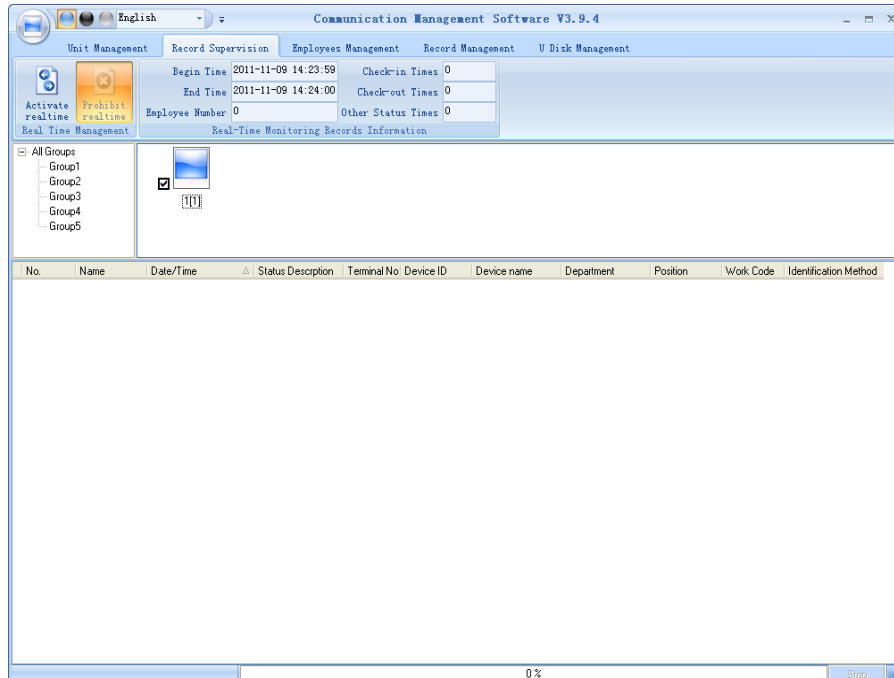 English
Communication Management Software V3.9.4
Unit Management Record Supervision Employees Management Record Management U Disk Management
Activate realtime
Prohibit realtime
Real Time Management
Begin Time 2011-11-09 14:23:59 Check-in Times 0
End Time 2011-11-09 14:24:00 Check-out Times 0
Employee Number 0 Other Status Times 0
Real-Time Monitoring Records Information
All Groups
Group1
Group2
Group3
Group4
Group5
1[1]
No. Name Date/Time Status Descrption Terminal No Device ID Device name Department Position Work Code Identification Method
0 % Stop